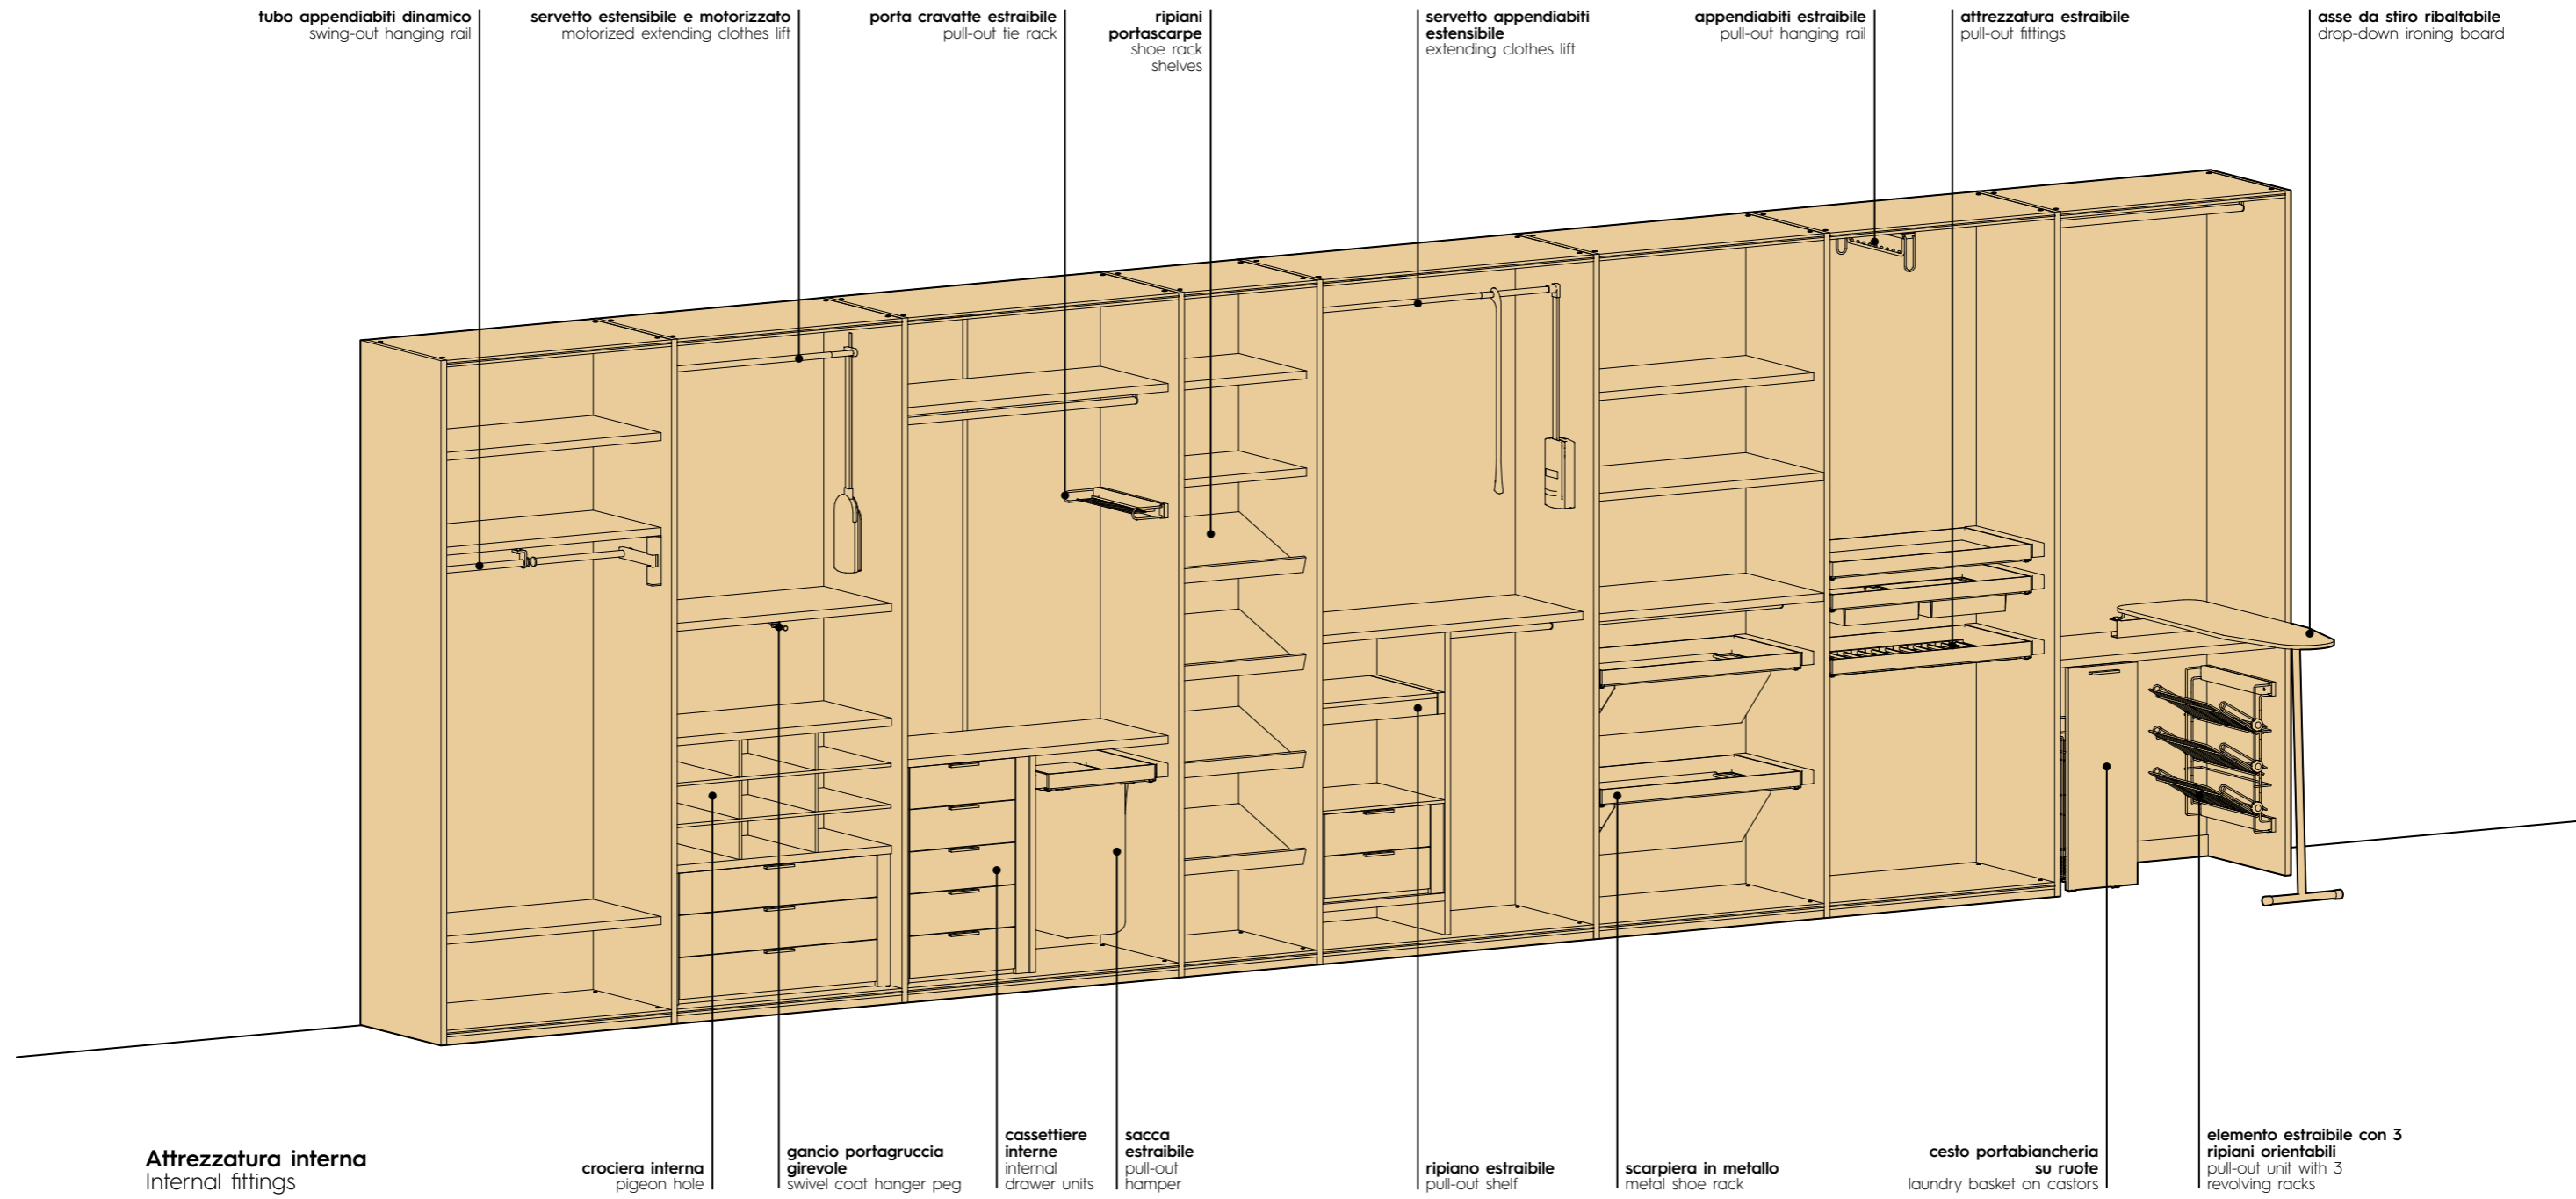 tubo appendiabiti dinamico
swing-out hanging rail
servetto estensibile e motorizzato
motorized extending clothes lift
porta cravatte estraibile
pull-out tie rack
ripiani
portascarpe
shoe rack
shelves
servetto appendiabiti
estensibile
extending clothes lift
appendiabiti estraibile
pull-out hanging rail
attrezzatura estraibile
pull-out fittings
asse da stiro ribaltabile
drop-down ironing board
Attrezzatura interna
Internal fittings
crociera interna
pigeon hole
gancio portagruccia
girevole
swivel coat hanger peg
cassettiere
interne
internal
drawer units
sacca
estraibile
pull-out
hamper
ripiano estraibile
pull-out shelf
scarpiera in metallo
metal shoe rack
cesto portabiancheria
su ruote
laundry basket on castors
elemento estraibile con 3
ripiani orientabili
pull-out unit with 3
revolving racks